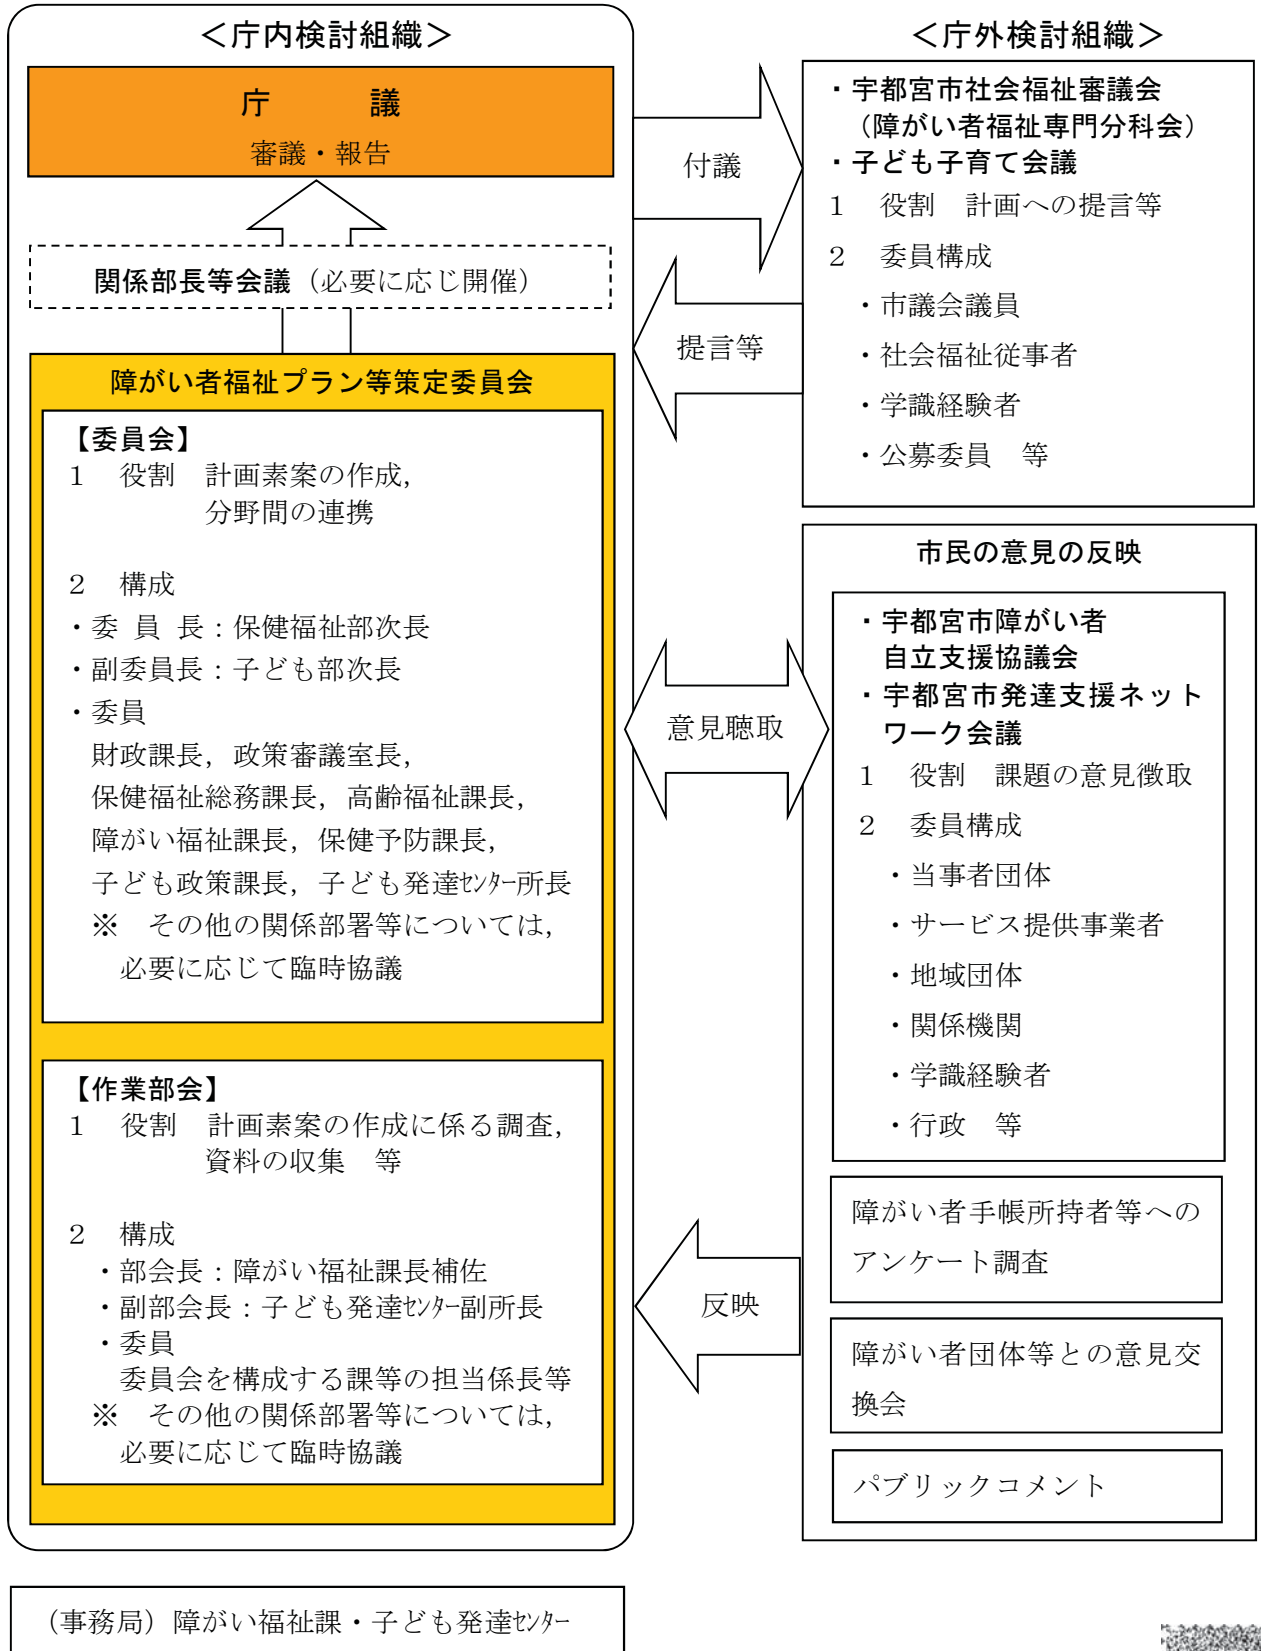 ＜庁内検討組織＞
庁　　　議
審議・報告
関係部長等会議（必要に応じ開催）
障がい者福祉プラン等策定委員会
【委員会】
１　役割　計画素案の作成，
分野間の連携
２　構成
・委 員 長：保健福祉部次長
・副委員長：子ども部次長
・委員
財政課長，政策審議室長，
保健福祉総務課長，高齢福祉課長，
障がい福祉課長，保健予防課長，
子ども政策課長，子ども発達ｾﾝﾀｰ所長
※　その他の関係部署等については，
必要に応じて臨時協議
【作業部会】
１　役割　計画素案の作成に係る調査，
資料の収集　等
２　構成
・部会長：障がい福祉課長補佐
・副部会長：子ども発達ｾﾝﾀｰ副所長
・委員
委員会を構成する課等の担当係長等
※　その他の関係部署等については，
必要に応じて臨時協議
（事務局）障がい福祉課・子ども発達ｾﾝﾀｰ
付議
提言等
意見聴取
反映
＜庁外検討組織＞
・宇都宮市社会福祉審議会
（障がい者福祉専門分科会）
・子ども子育て会議
１　役割　計画への提言等
２　委員構成
・市議会議員
・社会福祉従事者
・学識経験者
・公募委員　等
市民の意見の反映
・宇都宮市障がい者
自立支援協議会
・宇都宮市発達支援ネット
ワーク会議
１　役割　課題の意見徴取
２　委員構成
・当事者団体
・サービス提供事業者
・地域団体
・関係機関
・学識経験者
・行政　等
障がい者手帳所持者等への
アンケート調査
障がい者団体等との意見交
換会
パブリックコメント